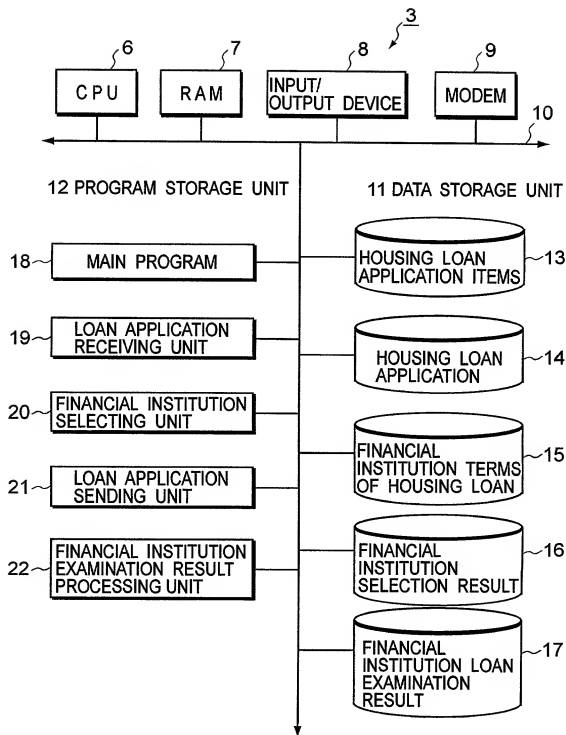 3
6
7
8
9
CPU
RAM
INPUT/
OUTPUT DEVICE
MODEM
10
12 PROGRAM STORAGE UNIT
11 DATA STORAGE UNIT
18
MAIN PROGRAM
HOUSING LOAN
APPLICATION ITEMS
13
19
LOAN APPLICATION
RECEIVING UNIT
HOUSING LOAN
APPLICATION
14
20
FINANCIAL INSTITUTION
SELECTING UNIT
FINANCIAL
INSTITUTION TERMS
OF HOUSING LOAN
15
21
LOAN APPLICATION
SENDING UNIT
FINANCIAL
INSTITUTION
SELECTION RESULT
16
22
FINANCIAL INSTITUTION
EXAMINATION RESULT
PROCESSING UNIT
FINANCIAL
INSTITUTION LOAN
EXAMINATION
RESULT
17